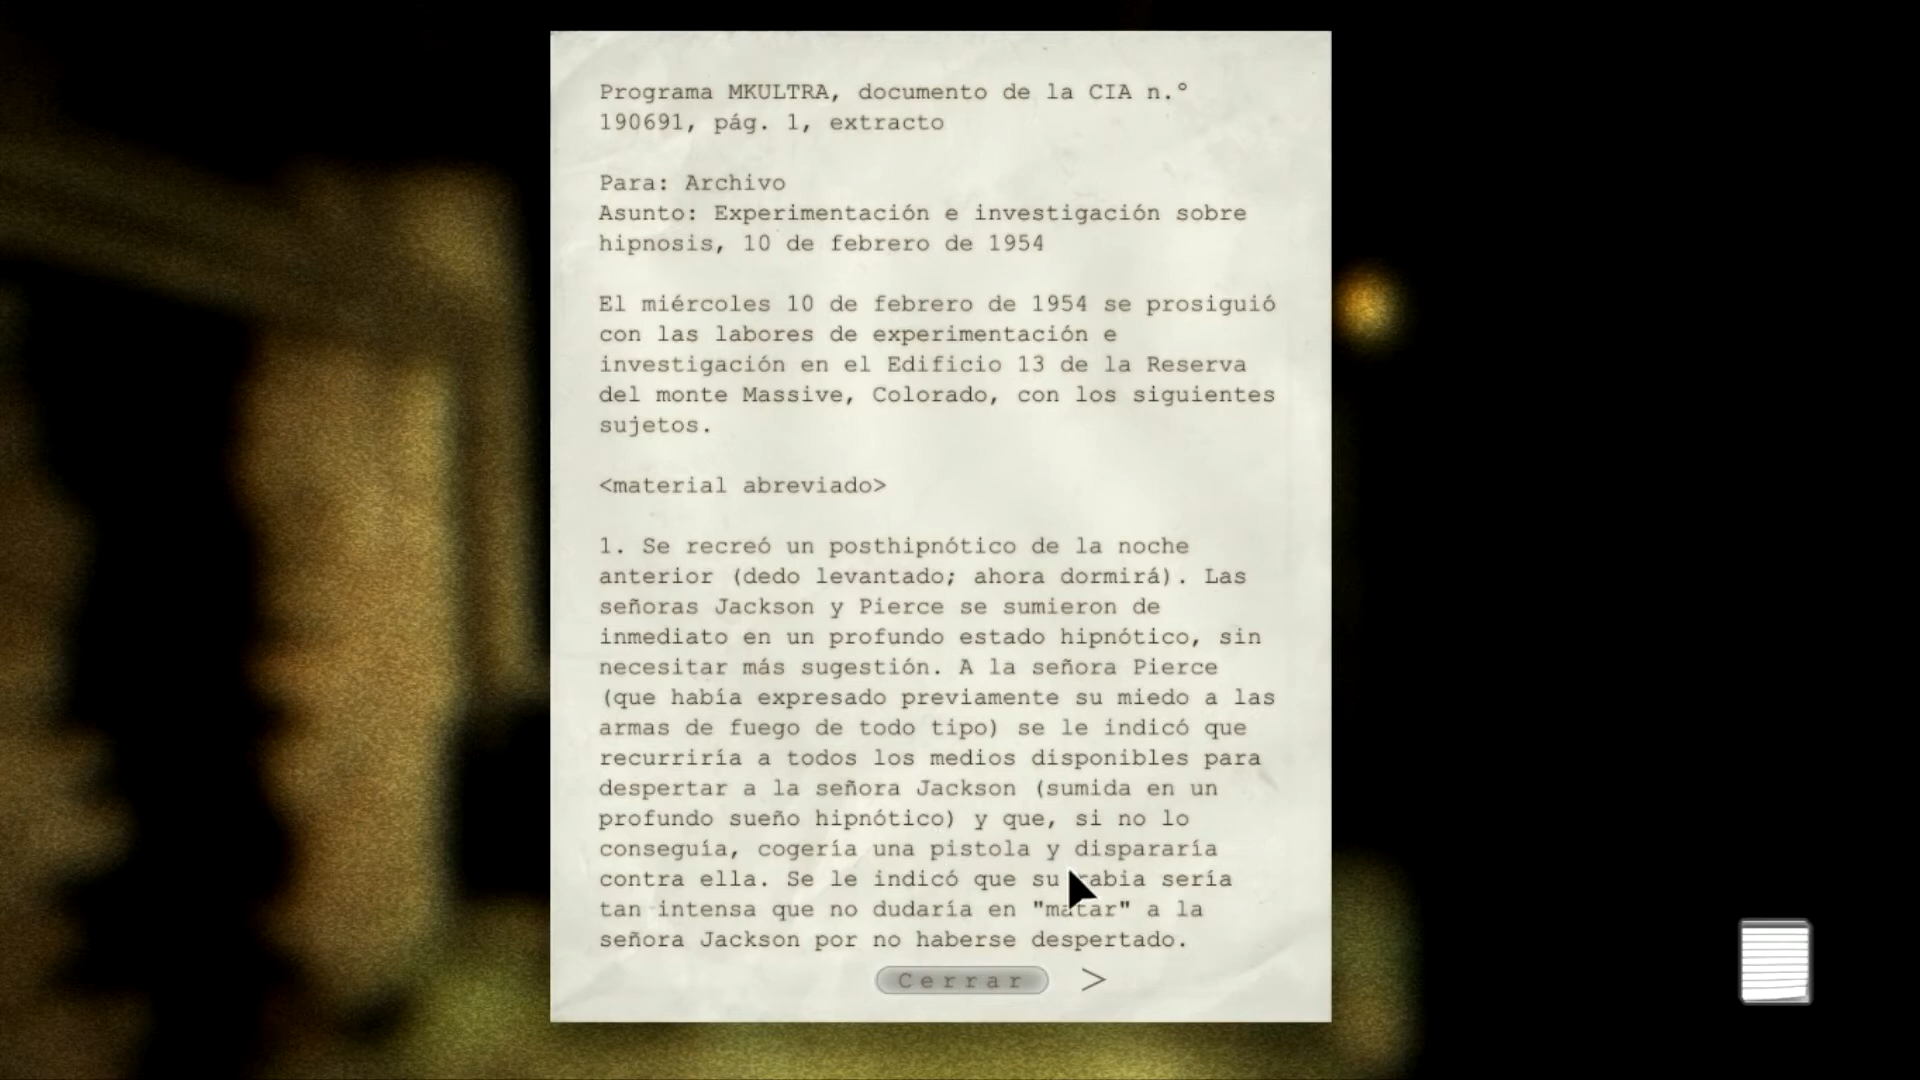 Programa MKULTRA, documento de la CIA n.º
190691, pág. 1, extracto
Para: Archivo
Asunto: Experimentación e investigación sobre
hipnosis, 10 de febrero de 1954
El miércoles 10 de febrero de 1954 se prosiguió
con las labores de experimentación e
investigación en el Edificio 13 de la Reserva
del monte Massive, Colorado, con los siguientes
sujetos.
<material abreviado>
1. Se recreó un posthipnótico de la noche
anterior (dedo levantado; ahora dormirá). Las
señoras Jackson y Pierce se sumieron de
inmediato en un profundo estado hipnótico, sin
necesitar más sugestión. A la señora Pierce
(que había expresado previamente su miedo a las
armas de fuego de todo tipo) se le indicó que
recurriría a todos los medios disponibles para
despertar a la señora Jackson (sumida en un
profundo sueño hipnótico) y que, si no lo
conseguía, cogería una pistola y dispararía
contra ella. Se le indicó que su rabia sería
tan intensa que no dudaría en "matar" a la
señora Jackson por no haberse despertado.
Cerrar >